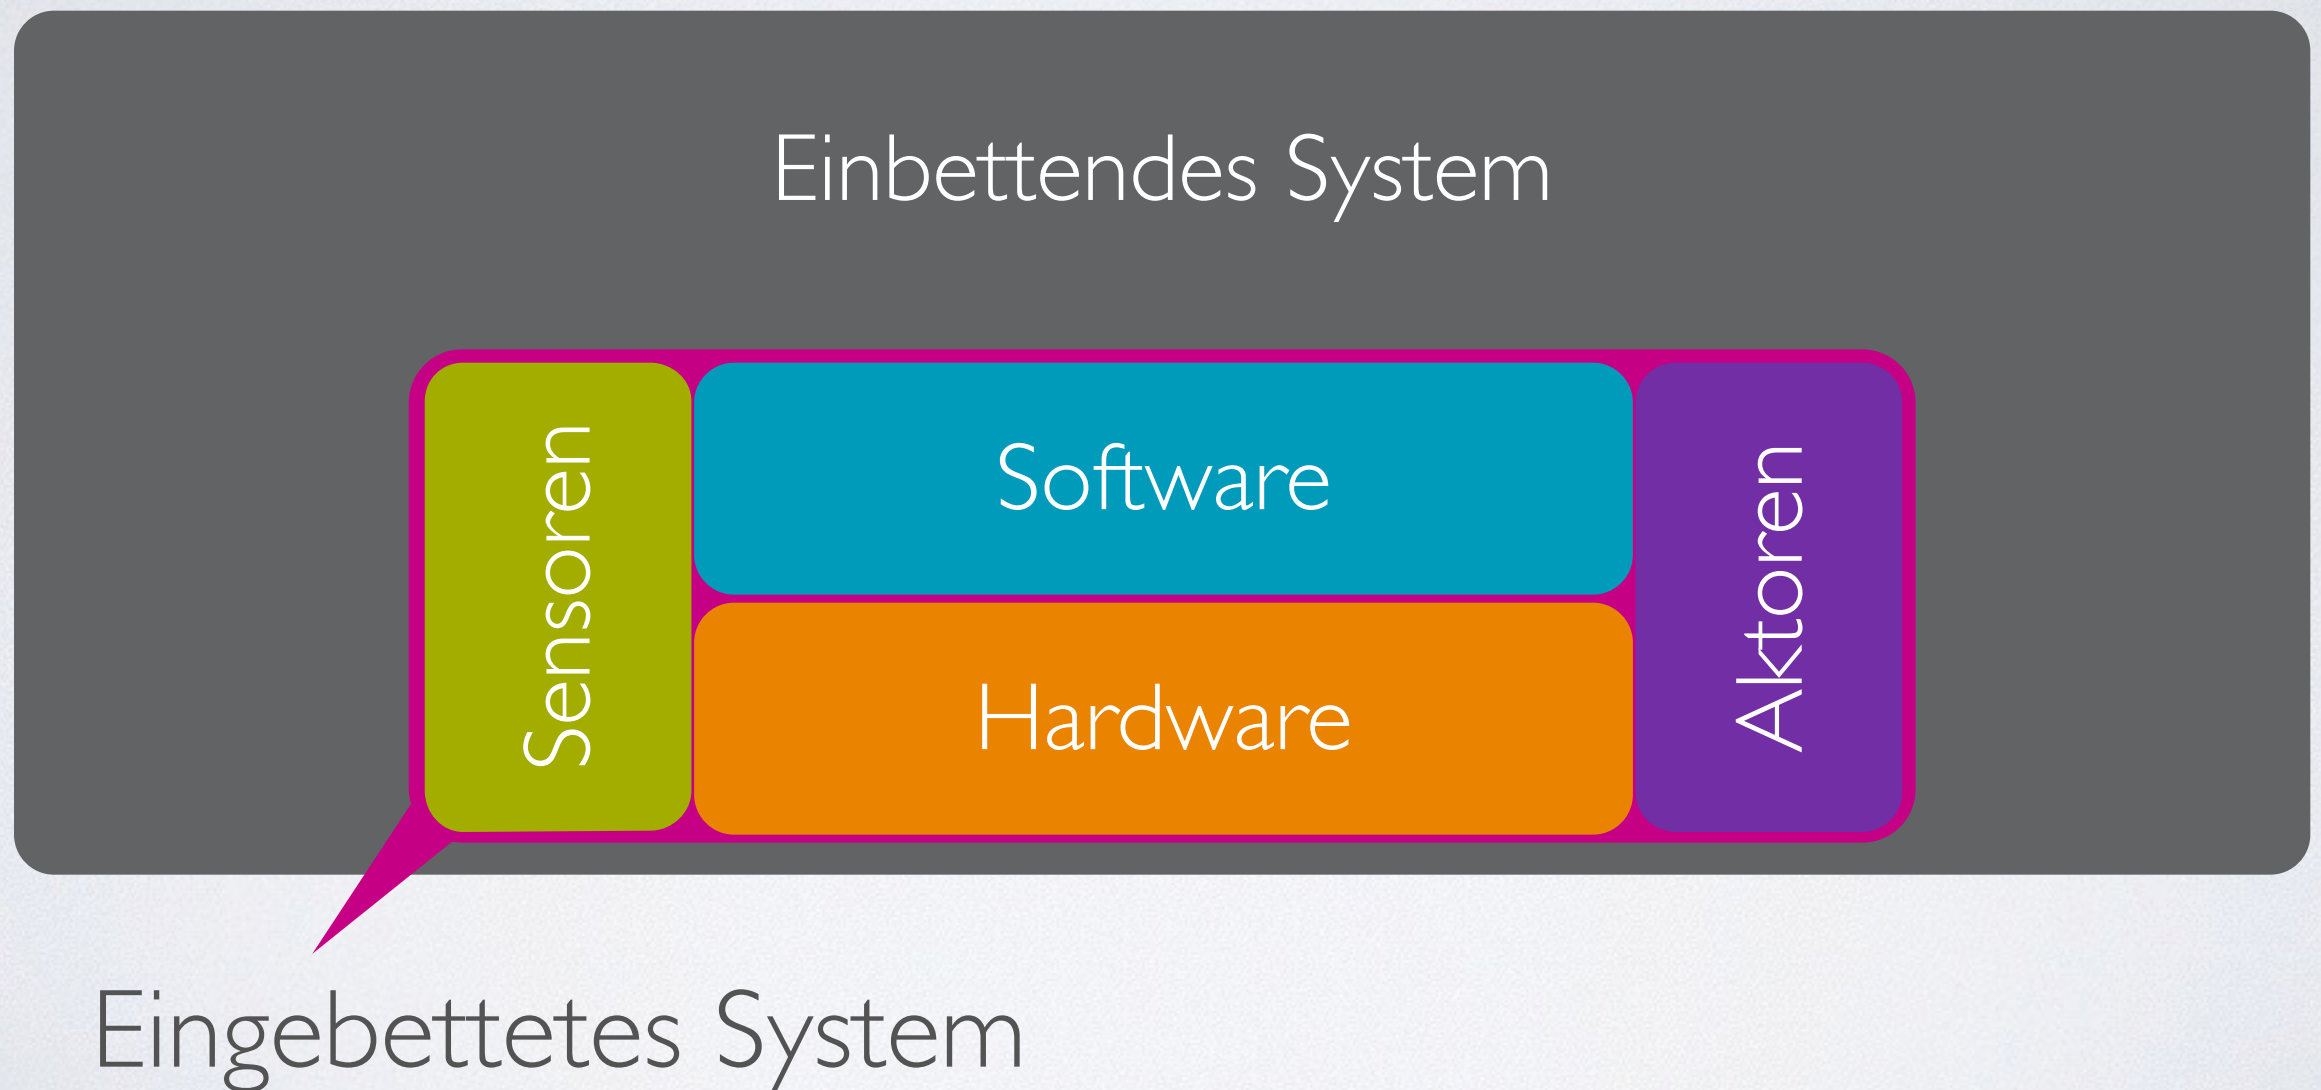 Einbettendes System
Sensoren
Software
Hardware
Aktoren
Eingebettetes System